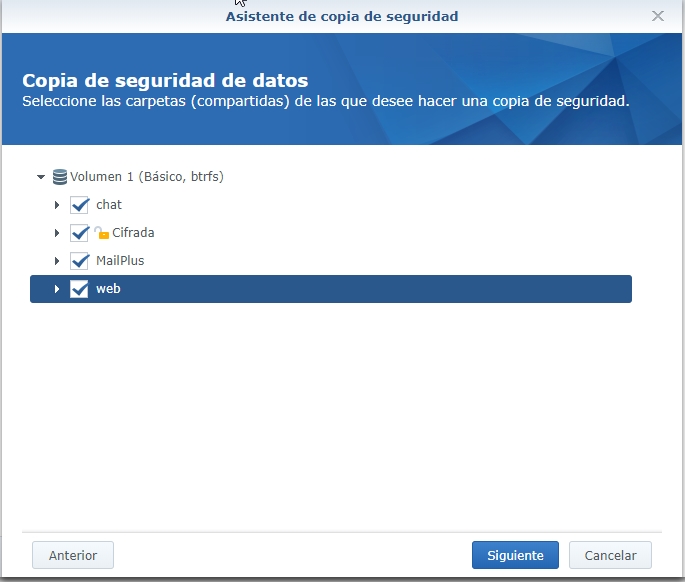 Asistente de copia de seguridad
Copia de seguridad de datos
Seleccione las carpetas (compartidas) de las que desee hacer una copia de seguridad.
Volumen 1 (Básico, btrfs)
chat
Cifrada
MailPlus
web
Anterior
Siguiente
Cancelar